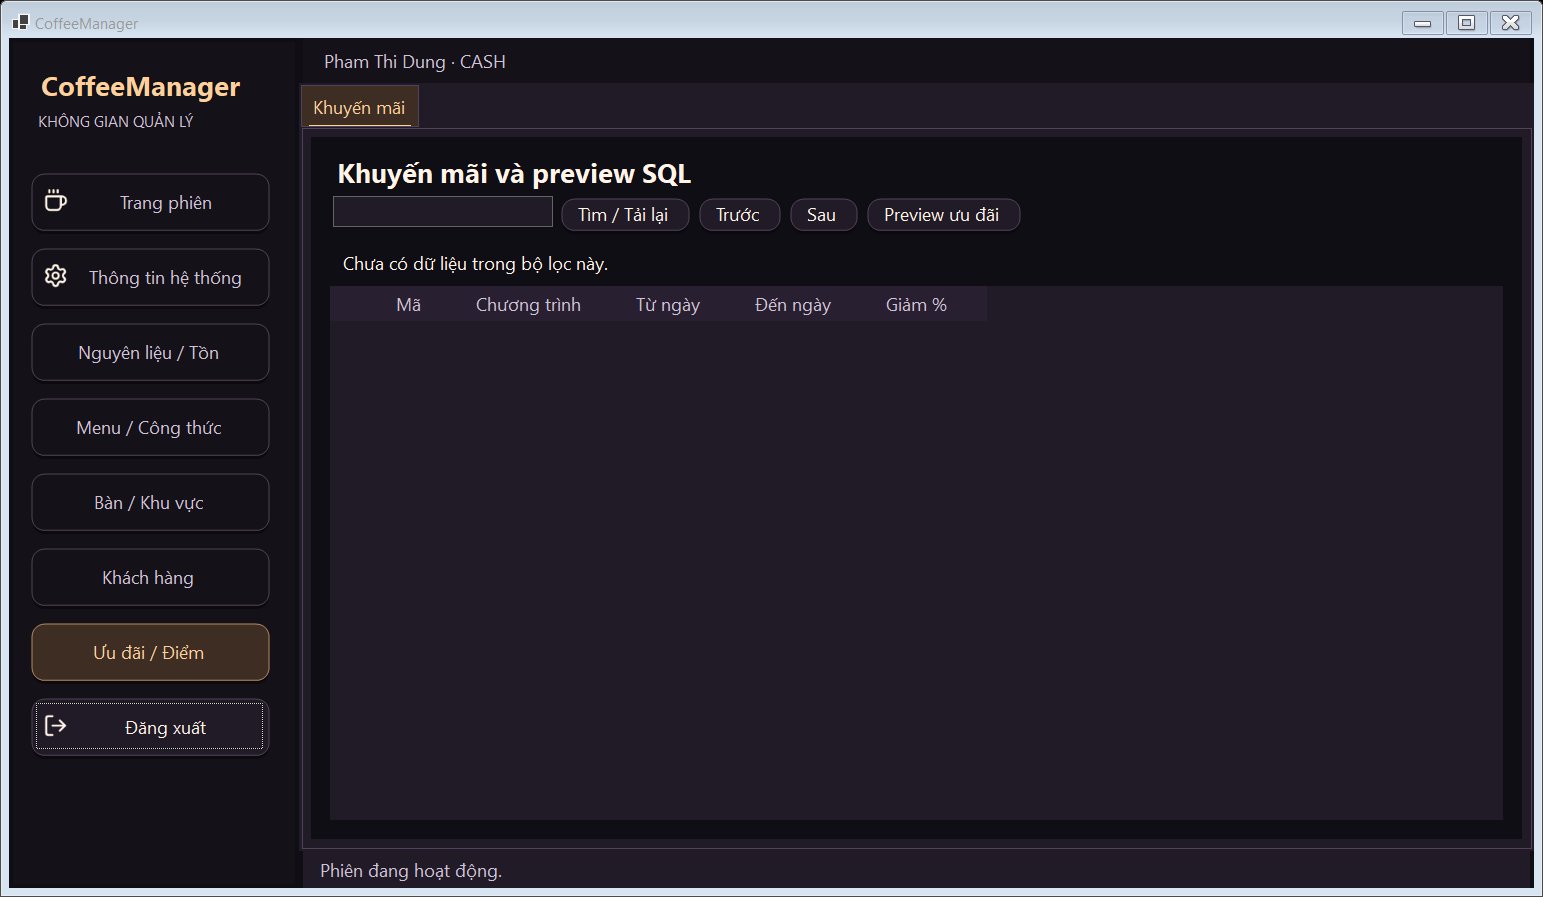 CoffeeManager
CoffeeManager
KHÔNG GIAN QUẢN LÝ
Trang phiên
Thông tin hệ thống
Nguyên liệu / Tồn
Menu / Công thức
Bàn / Khu vực
Khách hàng
Ưu đãi / Điểm
Đăng xuất
Pham Thi Dung · CASH
Khuyến mãi
Khuyến mãi và preview SQL
Tìm / Tải lại Trước Sau Preview ưu đãi
Chưa có dữ liệu trong bộ lọc này.
Mã Chương trình Từ ngày Đến ngày Giảm %
Phiên đang hoạt động.